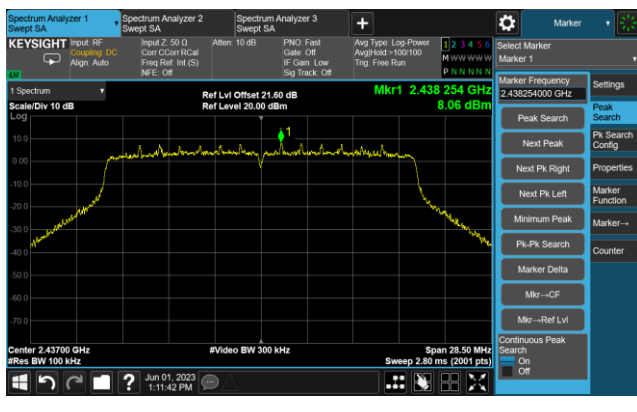 Spectrum Analyzer 1
Swept SA
Spectrum Analyzer 2
Swept SA
Spectrum Analyzer 3
Swept SA
+
Marker
KEYSIGHT
Input: RF
Coupling: DC
Align: Auto
Input Z: 50 Ω
Corr CCorr RCal
Freq Ref: Int (S)
NFE: Off
Atten: 10 dB
PNO: Fast
Gate: Off
IF Gain: Low
Sig Track: Off
Avg Type: Log-Power
Avg|Hold:>100/100
Trig: Free Run
1 2 3 4 5 6
M W W W W W
P N N N N N
Select Marker
Marker 1
LXI
1 Spectrum
Scale/Div 10 dB
Log
Ref Lvl Offset 21.60 dB
Ref Level 20.00 dBm
Mkr1 2.438 254 GHz
8.06 dBm
1
10.0
0.00
-10.0
-20.0
-30.0
-40.0
-50.0
-60.0
-70.0
Center 2.43700 GHz
#Res BW 100 kHz
#Video BW 300 kHz
Span 28.50 MHz
Sweep 2.80 ms (2001 pts)
Marker Frequency
2.438254000 GHz
Peak Search
Next Peak
Next Pk Right
Next Pk Left
Minimum Peak
Pk-Pk Search
Marker Delta
Mkr→CF
Mkr→Ref Lvl
Continuous Peak
Search
On
Off
Settings
Peak
Search
Pk Search
Config
Properties
Marker
Function
Marker→
Counter
?
Jun 01, 2023
1:11:42 PM